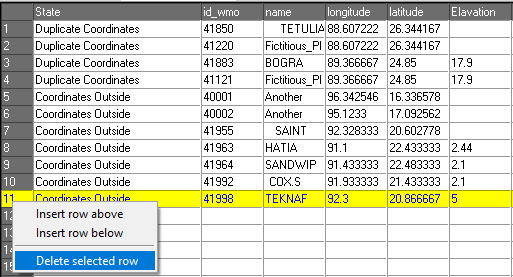 State id_wmo name longitude latitude Elavation
1 Duplicate Coordinates 41850 TETULIA 88.607222 26.344167
2 Duplicate Coordinates 41220 Fictitious_Pl 88.607222 26.344167
3 Duplicate Coordinates 41883 BOGRA 89.366667 24.85 17.9
4 Duplicate Coordinates 41121 Fictitious_Pl 89.366667 24.85 17.9
5 Coordinates Outside 40001 Another 96.342546 16.336578
6 Coordinates Outside 40002 Another 95.1233 17.092562
7 Coordinates Outside 41955 SAINT 92.328333 20.602778
8 Coordinates Outside 41963 HATIA 91.1 22.433333 2.44
9 Coordinates Outside 41964 SANDWIP 91.433333 22.483333 2.1
10 Coordinates Outside 41992 COX.S 91.933333 21.433333 2.1
11 Coordinates Outside 41998 TEKNAF 92.3 20.866667 5
12
Insert row above
13
Insert row below
14
Delete selected row
15